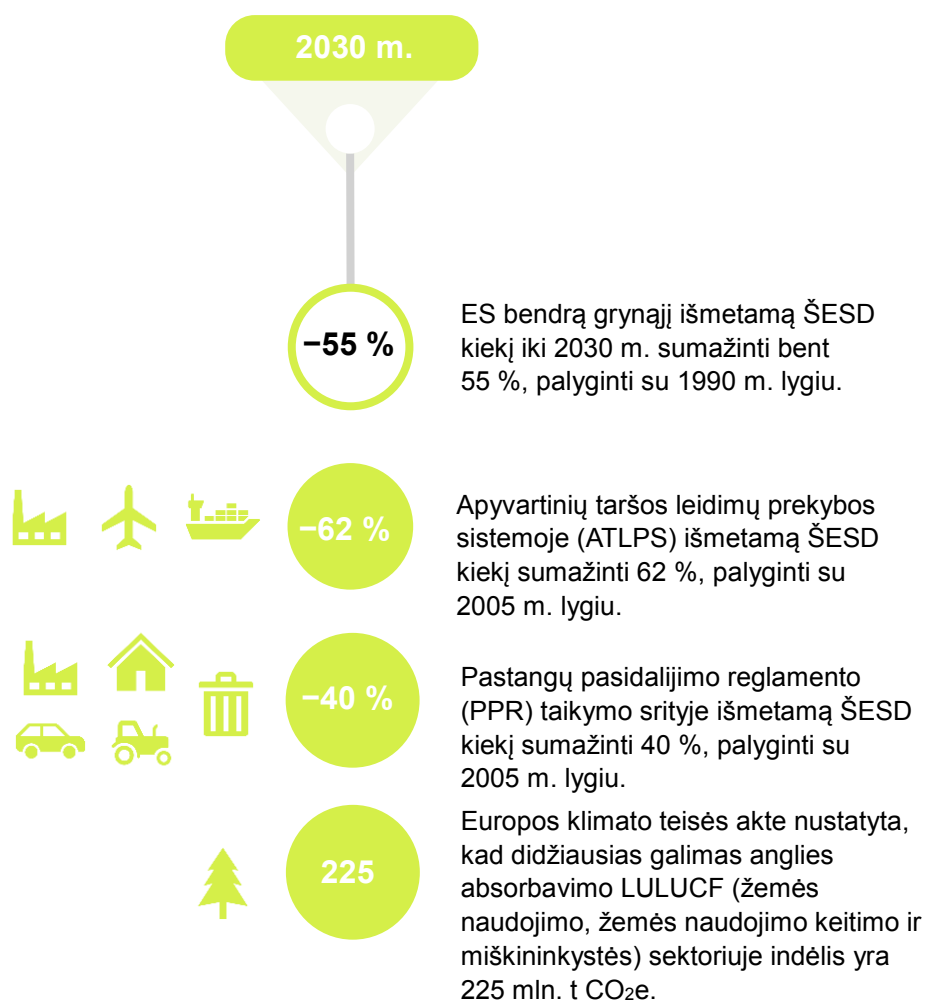 2030 m.
−55 %
ES bendrą grynąjį išmetamą ŠESD
kiekį iki 2030 m. sumažinti bent
55 %, palyginti su 1990 m. lygiu.
−62 %
Apyvartinių taršos leidimų prekybos
sistemoje (ATLPS) išmetamą ŠESD
kiekį sumažinti 62 %, palyginti su
2005 m. lygiu.
−40 %
Pastangų pasidalijimo reglamento
(PPR) taikymo srityje išmetamą ŠESD
kiekį sumažinti 40 %, palyginti su
2005 m. lygiu.
225
Europos klimato teisės akte nustatyta,
kad didžiausias galimas anglies
absorbavimo LULUCF (žemės
naudojimo, žemės naudojimo keitimo ir
miškininkystės) sektoriuje indėlis yra
225 mln. t CO₂e.